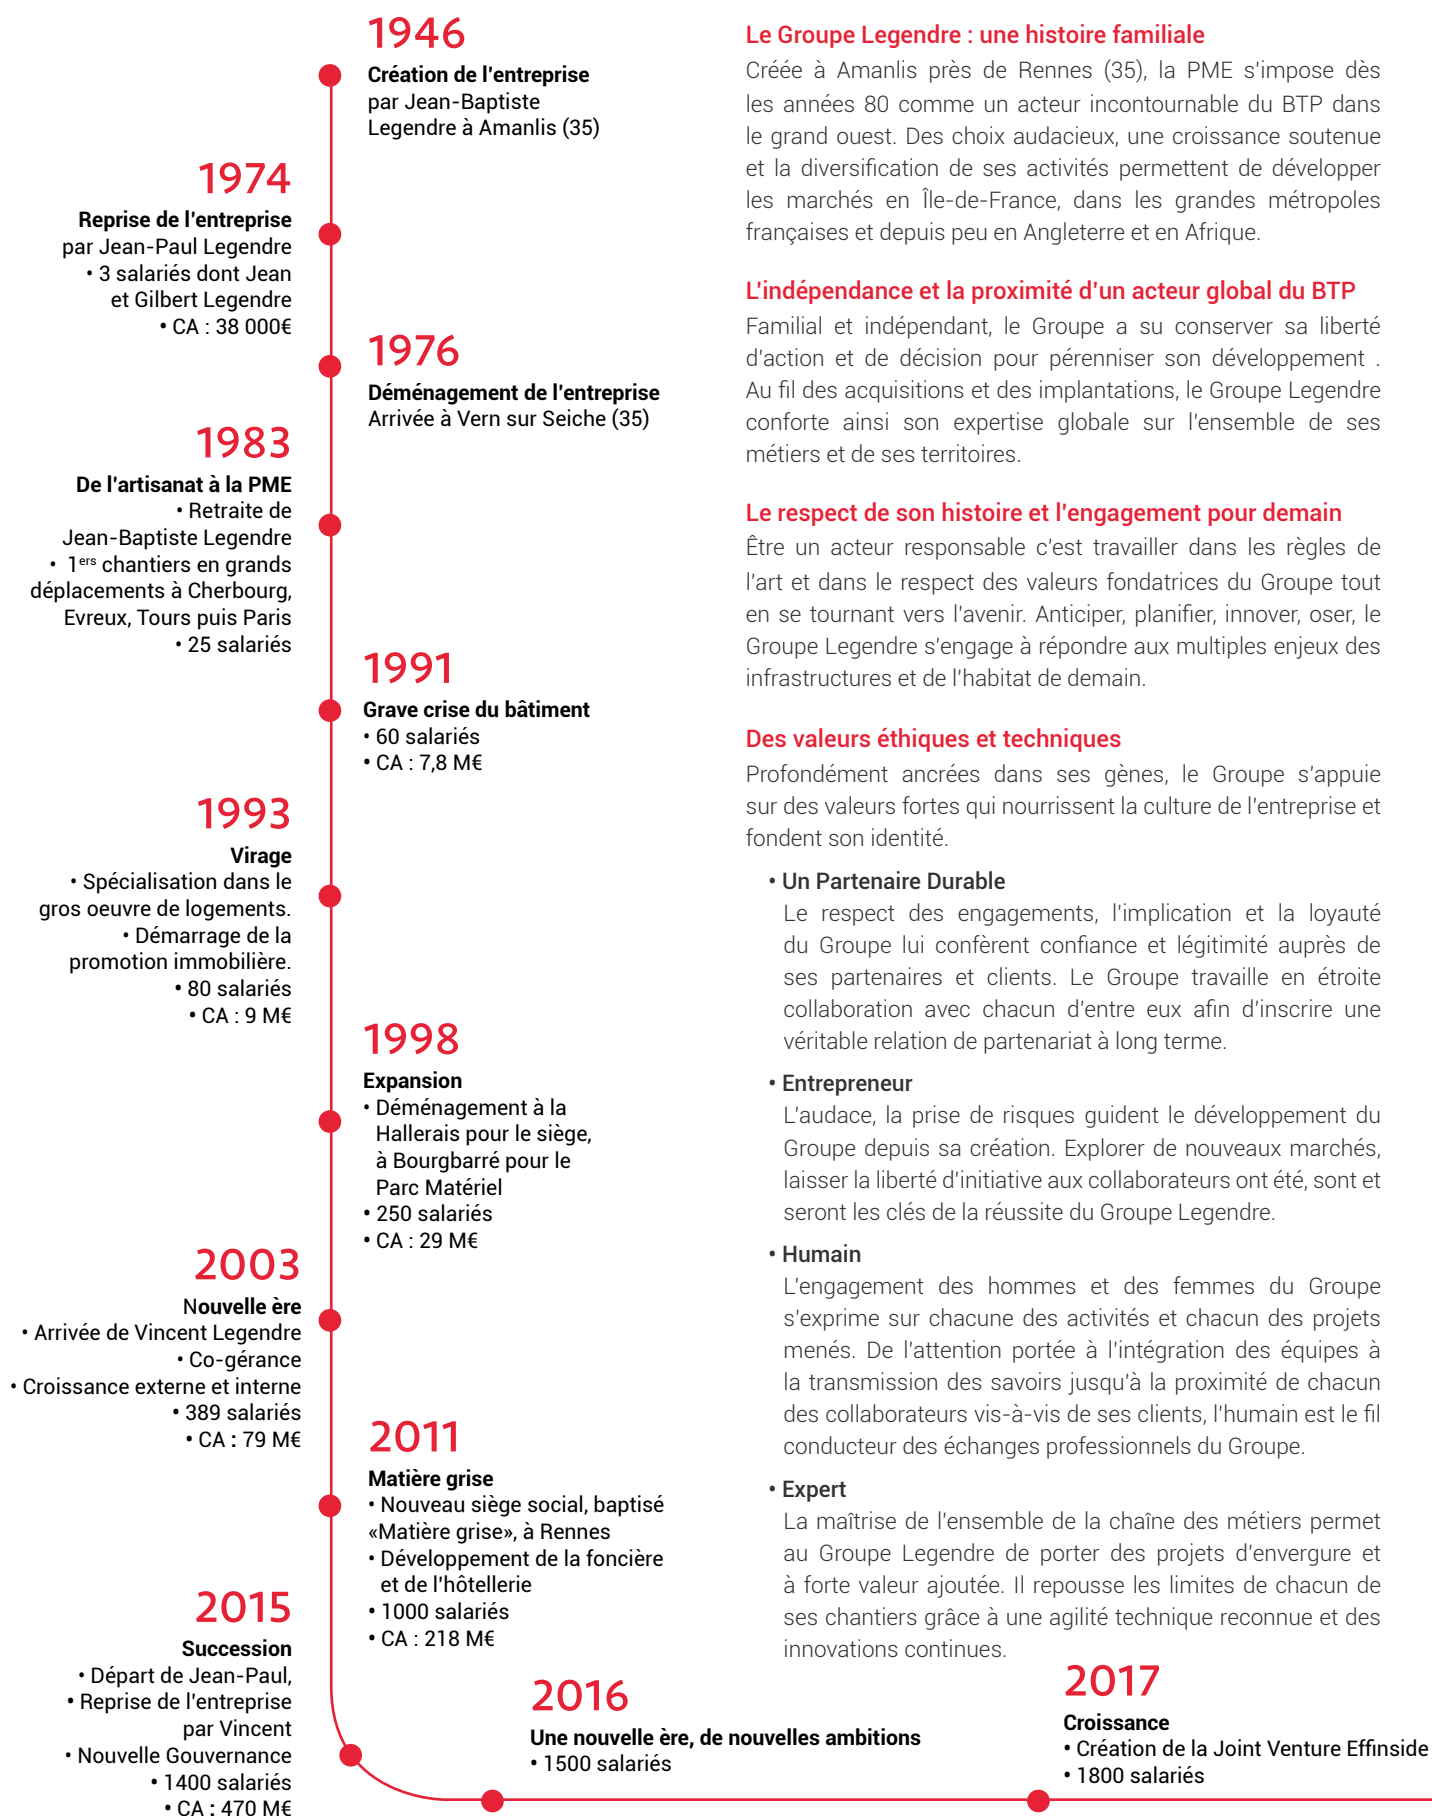 1946
Création de l'entreprise
par Jean-Baptiste
Legendre à Amanlis (35)
1974
Reprise de l'entreprise
par Jean-Paul Legendre
• 3 salariés dont Jean
et Gilbert Legendre
• CA : 38 000€
1976
Déménagement de l'entreprise
Arrivée à Vern sur Seiche (35)
1983
De l'artisanat à la PME
• Retraite de
Jean-Baptiste Legendre
• 1ers chantiers en grands
déplacements à Cherbourg,
Evreux, Tours puis Paris
• 25 salariés
1991
Grave crise du bâtiment
• 60 salariés
• CA : 7,8 M€
1993
Virage
• Spécialisation dans le
gros oeuvre de logements.
• Démarrage de la
promotion immobilière.
• 80 salariés
• CA : 9 M€
1998
Expansion
• Déménagement à la
Hallerais pour le siège,
à Bourgbarré pour le
Parc Matériel
• 250 salariés
• CA : 29 M€
2003
Nouvelle ère
• Arrivée de Vincent Legendre
• Co-gérance
• Croissance externe et interne
• 389 salariés
• CA : 79 M€
2011
Matière grise
• Nouveau siège social, baptisé
«Matière grise», à Rennes
• Développement de la foncière
et de l'hôtellerie
• 1000 salariés
• CA : 218 M€
2015
Succession
• Départ de Jean-Paul,
• Reprise de l'entreprise
par Vincent
• Nouvelle Gouvernance
• 1400 salariés
• CA : 470 M€
2016
Une nouvelle ère, de nouvelles ambitions
• 1500 salariés
2017
Croissance
• Création de la Joint Venture Effinside
• 1800 salariés
Le Groupe Legendre : une histoire familiale
Créée à Amanlis près de Rennes (35), la PME s'impose dès
les années 80 comme un acteur incontournable du BTP dans
le grand ouest. Des choix audacieux, une croissance soutenue
et la diversification de ses activités permettent de développer
les marchés en Île-de-France, dans les grandes métropoles
françaises et depuis peu en Angleterre et en Afrique.
L'indépendance et la proximité d'un acteur global du BTP
Familial et indépendant, le Groupe a su conserver sa liberté
d'action et de décision pour pérenniser son développement .
Au fil des acquisitions et des implantations, le Groupe Legendre
conforte ainsi son expertise globale sur l'ensemble de ses
métiers et de ses territoires.
Le respect de son histoire et l'engagement pour demain
Être un acteur responsable c'est travailler dans les règles de
l'art et dans le respect des valeurs fondatrices du Groupe tout
en se tournant vers l'avenir. Anticiper, planifier, innover, oser, le
Groupe Legendre s'engage à répondre aux multiples enjeux des
infrastructures et de l'habitat de demain.
Des valeurs éthiques et techniques
Profondément ancrées dans ses gènes, le Groupe s'appuie
sur des valeurs fortes qui nourrissent la culture de l'entreprise et
fondent son identité.
• Un Partenaire Durable
Le respect des engagements, l'implication et la loyauté
du Groupe lui confèrent confiance et légitimité auprès de
ses partenaires et clients. Le Groupe travaille en étroite
collaboration avec chacun d'entre eux afin d'inscrire une
véritable relation de partenariat à long terme.
• Entrepreneur
L'audace, la prise de risques guident le développement du
Groupe depuis sa création. Explorer de nouveaux marchés,
laisser la liberté d'initiative aux collaborateurs ont été, sont et
seront les clés de la réussite du Groupe Legendre.
• Humain
L'engagement des hommes et des femmes du Groupe
s'exprime sur chacune des activités et chacun des projets
menés. De l'attention portée à l'intégration des équipes à
la transmission des savoirs jusqu'à la proximité de chacun
des collaborateurs vis-à-vis de ses clients, l'humain est le fil
conducteur des échanges professionnels du Groupe.
• Expert
La maîtrise de l'ensemble de la chaîne des métiers permet
au Groupe Legendre de porter des projets d'envergure et
à forte valeur ajoutée. Il repousse les limites de chacun de
ses chantiers grâce à une agilité technique reconnue et des
innovations continues.